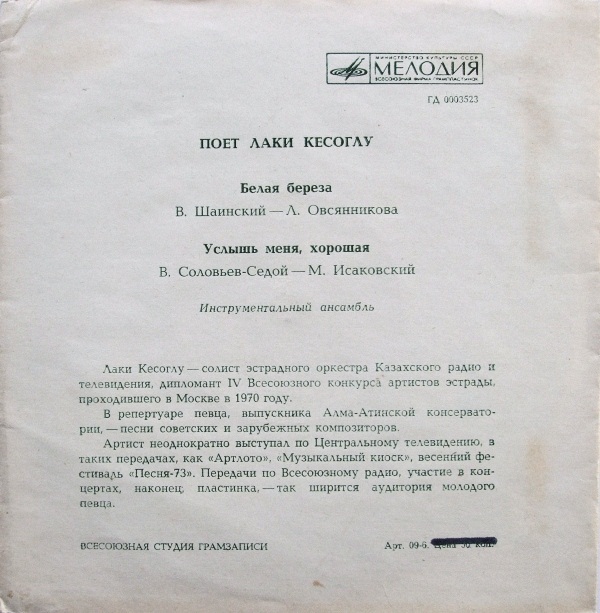 МИНИСТЕРСТВО КУЛЬТУРЫ СССР
МЕЛОДИЯ
ВСЕСОЮЗНАЯ ФИРМА ГРАМПЛАСТИНОК
ГД 0003523
ПОЕТ ЛАКИ КЕСОГЛУ
Белая береза
В. Шаинский — Л. Овсянникова
Услышь меня, хорошая
В. Соловьев-Седой — М. Исаковский
Инструментальный ансамбль
Лаки Кесоглу — солист эстрадного оркестра Казахского радио и
телевидения, дипломант IV Всесоюзного конкурса артистов эстрады,
проходившего в Москве в 1970 году.
В репертуаре певца, выпускника Алма-Атинской консервато-
рии, — песни советских и зарубежных композиторов.
Артист неоднократно выступал по Центральному телевидению, в
таких передачах, как «Артлото», «Музыкальный киоск», весенний фе-
стиваль «Песня-73». Передачи по Всесоюзному радио, участие в кон-
цертах, наконец, пластинка, — так ширится аудитория молодого
певца.
ВСЕСОЮЗНАЯ СТУДИЯ ГРАМЗАПИСИ
Арт. 09-6.